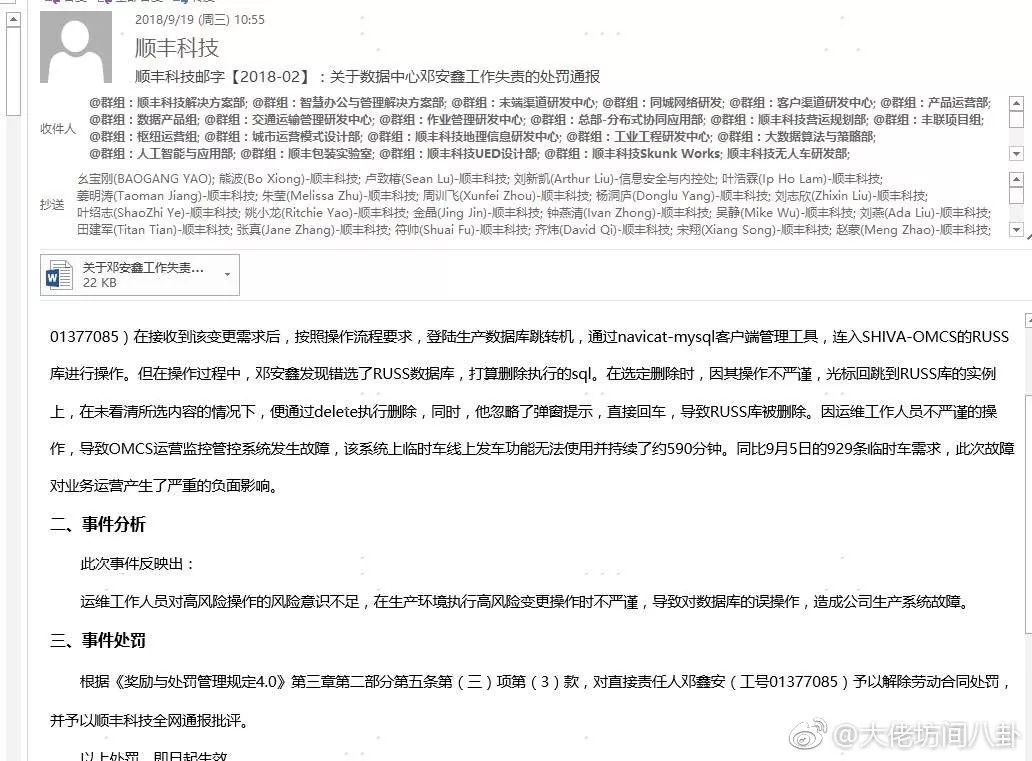 2018/9/19 (周三) 10:55
顺丰科技
顺丰科技邮字【2018-02】：关于数据中心邓安鑫工作失责的处罚通报
收件人
@群组：顺丰科技解决方案部; @群组：智慧办公与管理解决方案部; @群组：末端渠道研发中心; @群组：同城网络研发; @群组：客户渠道研发中心; @群组：产品运营部;
@群组：数据产品组; @群组：交通运输管理研发中心; @群组：作业管理研发中心; @群组：总部-分布式协同应用部; @群组：顺丰科技营运规划部; @群组：丰联项目组;
@群组：枢纽运营组; @群组：城市运营模式设计部; @群组：顺丰科技地理信息研发中心; @群组：工业工程研发中心; @群组：大数据算法与策略部;
@群组：人工智能与应用部; @群组：顺丰包装实验室; @群组：顺丰科技UED设计部; @群组：顺丰科技Skunk Works; 顺丰科技无人车研发部;
抄送
幺宝刚(BAOGANG YAO); 熊波(Bo Xiong)-顺丰科技; 卢致椿(Sean Lu)-顺丰科技; 刘新凯(Arthur Liu)-信息安全与内控处; 叶浩霖(Ip Ho Lam)-顺丰科技;
姜明涛(Taoman Jiang)-顺丰科技; 朱莹(Melissa Zhu)-顺丰科技; 周训飞(Xunfei Zhou)-顺丰科技; 杨洞庐(Donglu Yang)-顺丰科技; 刘志欣(Zhixin Liu)-顺丰科技;
叶绍志(ShaoZhi Ye)-顺丰科技; 姚小龙(Ritchie Yao)-顺丰科技; 金晶(Jing Jin)-顺丰科技; 钟燕清(Ivan Zhong)-顺丰科技; 吴静(Mike Wu)-顺丰科技; 刘燕(Ada Liu)-顺丰科技;
田建军(Titan Tian)-顺丰科技; 张真(Jane Zhang)-顺丰科技; 符帅(Shuai Fu)-顺丰科技; 齐炜(David Qi)-顺丰科技; 宋翔(Xiang Song)-顺丰科技; 赵蒙(Meng Zhao)-顺丰科技;
关于邓安鑫工作失责...
22 KB
01377085）在接收到该变更需求后，按照操作流程要求，登陆生产数据库跳转机，通过navicat-mysql客户端管理工具，连入SHIVA-OMCS的RUSS
库进行操作。但在操作过程中，邓安鑫发现错选了RUSS数据库，打算删除执行的sql。在选定删除时，因其操作不严谨，光标回跳到RUSS库的实例
上，在未看清所选内容的情况下，便通过delete执行删除，同时，他忽略了弹窗提示，直接回车，导致RUSS库被删除。因运维工作人员不严谨的操
作，导致OMCS运营监控管控系统发生故障，该系统上临时车线上发车功能无法使用并持续了约590分钟。同比9月5日的929条临时车需求，此次故障
对业务运营产生了严重的负面影响。
二、事件分析
此次事件反映出：
运维工作人员对高风险操作的风险意识不足，在生产环境执行高风险变更操作时不严谨，导致对数据库的误操作，造成公司生产系统故障。
三、事件处罚
根据《奖励与处罚管理规定4.0》第三章第二部分第五条第（三）项第（3）款，对直接责任人邓鑫安（工号01377085）予以解除劳动合同处罚，
并予以顺丰科技全网通报批评。
以上处罚，即日起生效
@大佬坊间八卦